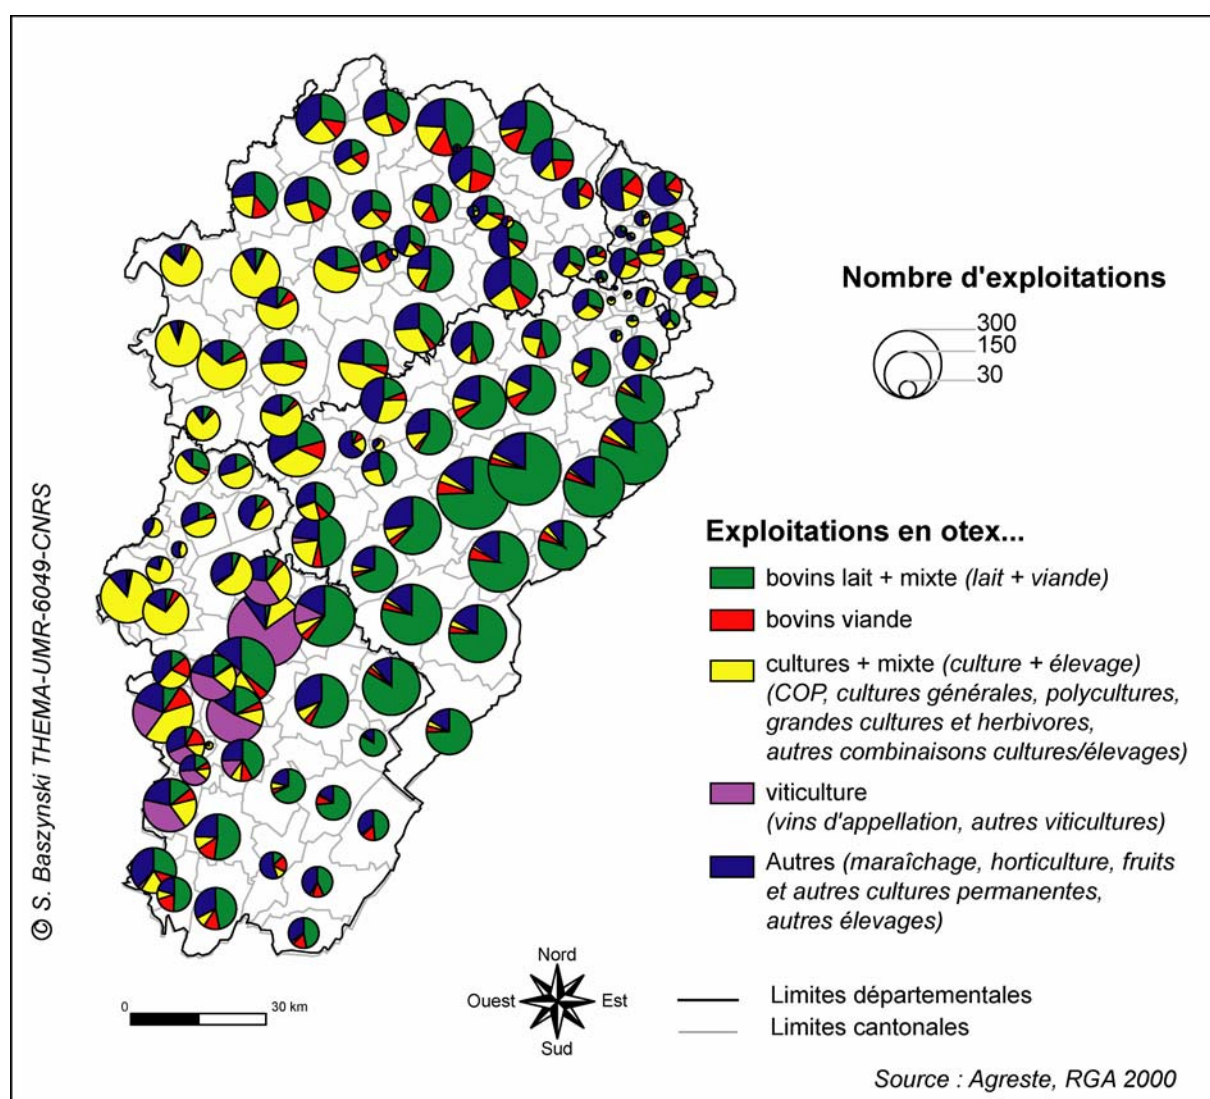 Nombre d'exploitations
300
150
30
Exploitations en otex...
bovins lait + mixte (lait + viande)
bovins viande
cultures + mixte (culture + élevage)
(COP, cultures générales, polycultures,
grandes cultures et herbivores,
autres combinaisons cultures/élevages)
viticulture
(vins d'appellation, autres viticultures)
Autres (maraîchage, horticulture, fruits
et autres cultures permanentes,
autres élevages)
© S. Baszynski THEMA-UMR-6049-CNRS
0 30 km
Nord
Ouest Est
Sud
Limites départementales
Limites cantonales
Source : Agreste, RGA 2000